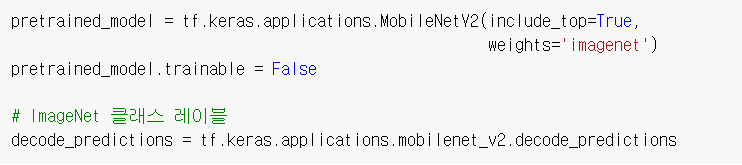 pretrained_model = tf.keras.applications.MobileNetV2(include_top=True,
                                                     weights='imagenet')
pretrained_model.trainable = False

# ImageNet 클래스 레이블
decode_predictions = tf.keras.applications.mobilenet_v2.decode_predictions